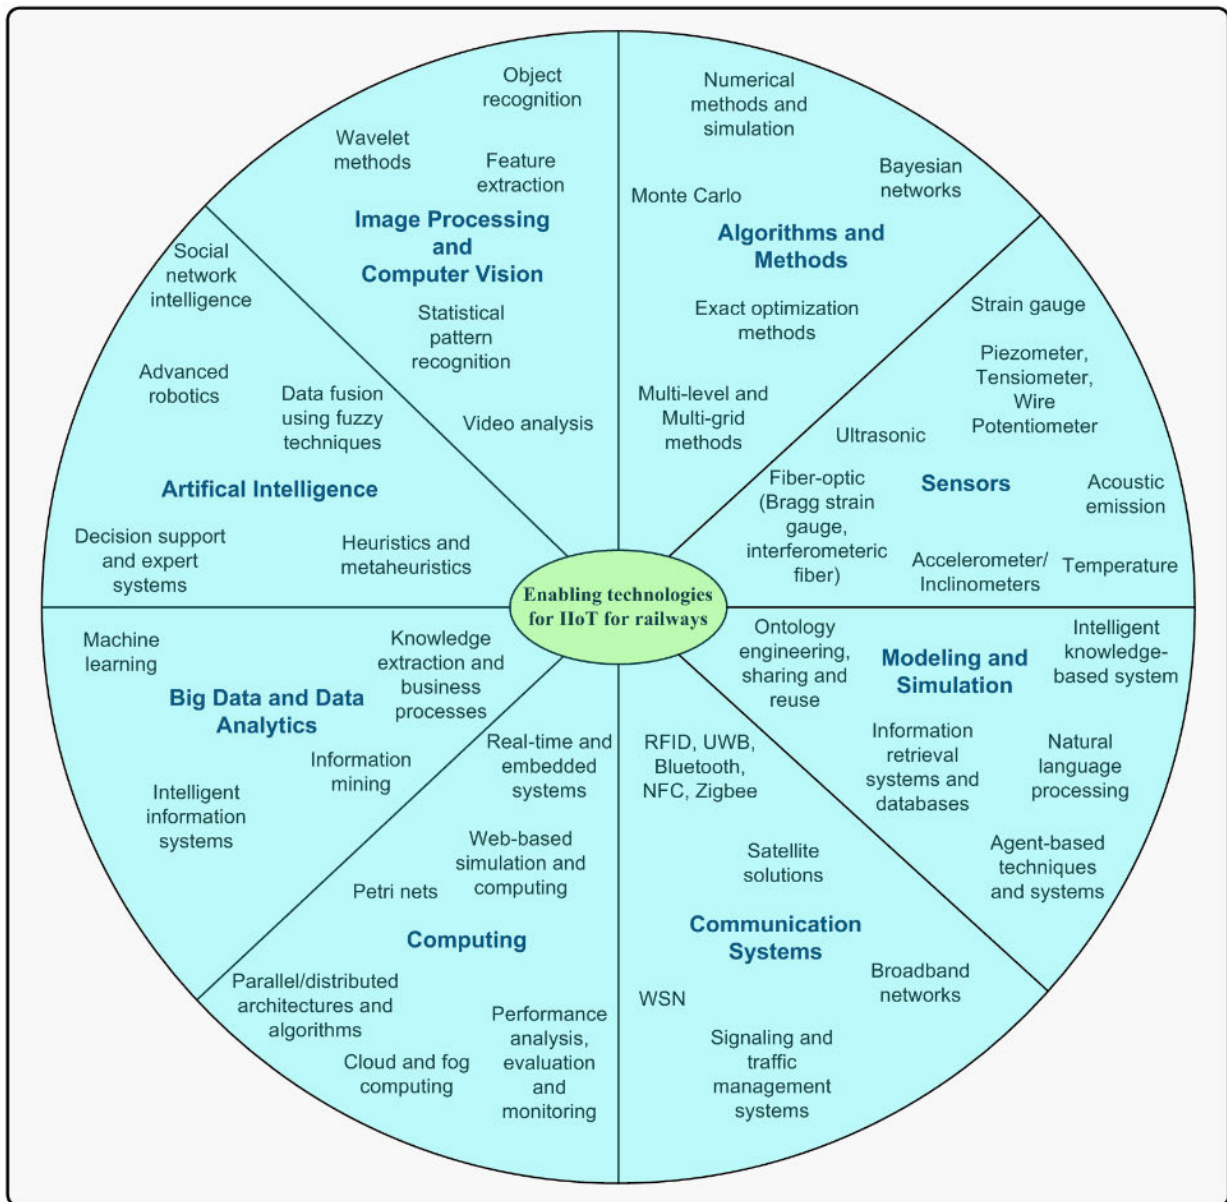 Object
recognition
Wavelet
methods
Feature
extraction
Image Processing
and
Computer Vision
Statistical
pattern
recognition
Video analysis
Numerical
methods and
simulation
Bayesian
networks
Monte Carlo
Algorithms and
Methods
Exact optimization
methods
Multi-level and
Multi-grid
methods
Strain gauge
Piezometer,
Tensiometer,
Wire
Potentiometer
Ultrasonic
Fiber-optic
(Bragg strain
gauge,
interferometeric
fiber)
Sensors
Acoustic
emission
Accelerometer/
Inclinometers
Temperature
Social
network
intelligence
Advanced
robotics
Data fusion
using fuzzy
techniques
Artifical Intelligence
Decision support
and expert
systems
Heuristics and
metaheuristics
Enabling technologies
for IIoT for railways
Machine
learning
Knowledge
extraction and
business
processes
Big Data and Data
Analytics
Information
mining
Intelligent
information
systems
Real-time and
embedded
systems
Web-based
simulation and
computing
Petri nets
Computing
Parallel/distributed
architectures and
algorithms
Cloud and fog
computing
Performance
analysis,
evaluation
and
monitoring
RFID, UWB,
Bluetooth,
NFC, Zigbee
Satellite
solutions
Communication
Systems
Broadband
networks
WSN
Signaling and
traffic
management
systems
Ontology
engineering,
sharing and
reuse
Modeling and
Simulation
Intelligent
knowledge-
based system
Information
retrieval
systems and
databases
Natural
language
processing
Agent-based
techniques
and systems